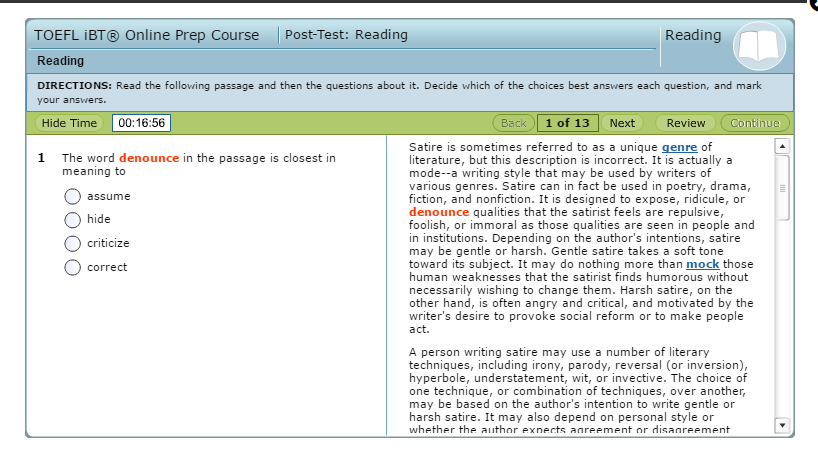 TOEFL iBT® Online Prep Course
Post-Test: Reading
Reading
Reading
DIRECTIONS: Read the following passage and then the questions about it. Decide which of the choices best answers each question, and mark
your answers.
Hide Time
00:16:56
Back
1 of 13
Next
Review
Continue
1 The word denounce in the passage is closest in
meaning to
assume
hide
criticize
correct
Satire is sometimes referred to as a unique genre of
literature, but this description is incorrect. It is actually a
mode--a writing style that may be used by writers of
various genres. Satire can in fact be used in poetry, drama,
fiction, and nonfiction. It is designed to expose, ridicule, or
denounce qualities that the satirist feels are repulsive,
foolish, or immoral as those qualities are seen in people and
in institutions. Depending on the author's intentions, satire
may be gentle or harsh. Gentle satire takes a soft tone
toward its subject. It may do nothing more than mock those
human weaknesses that the satirist finds humorous without
necessarily wishing to change them. Harsh satire, on the
other hand, is often angry and critical, and motivated by the
writer's desire to provoke social reform or to make people
act.
A person writing satire may use a number of literary
techniques, including irony, parody, reversal (or inversion),
hyperbole, understatement, wit, or invective. The choice of
one technique, or combination of techniques, over another,
may be based on the author's intention to write gentle or
harsh satire. It may also depend on personal style or
whether the author expects agreement or disagreement